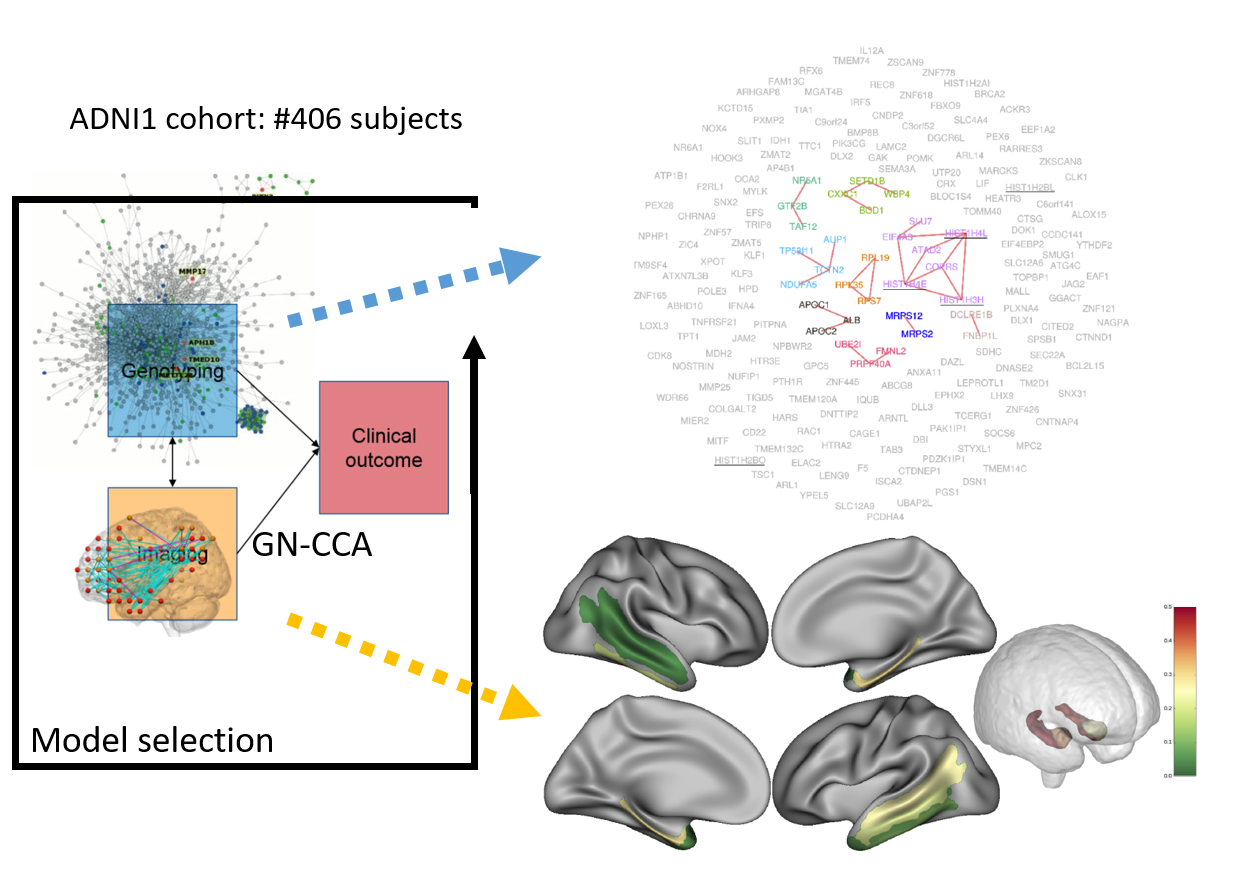 ADNI1 cohort: #406 subjects
MMP17
APH1B
TMED10
Genotyping
Clinical
outcome
Imaging
GN-CCA
Model selection
IL12A
TMEM74
ZSCAN9
RFX6
ZNF778
FAM13C
REC8
HIST1H2AI
ARHGAP6
MGAT4B
ZNF618
BRCA2
KCTD15
TIA1
IRF5
FBXO9
ACKR3
PXMP2
C9orf24
CNDP2
SLC4A4
NOX4
BMP8B
C3orf52
EEF1A2
SLIT1
IDH1
PIK3CG
DGCR6L
PEX6
NR6A1
TTC1
LAMC2
RARRES3
HOOK3
ZMAT2
DLX2
GAK
POMK
ARL14
ZKSCAN8
AP4B1
SEMA3A
MARCKS
ATP1B1
OCA2
NR5A1
SETD1B
UTP20
CLK1
F2RL1
MYLK
CXXC1
WBP4
CRX
LIF
HIST1H2BL
PEX26
SNX2
GTF2B
BOD1
BLOC1S4
HEATR3
C6orf141
CHRNA9
EFS
TOMM40
CTSG
ALOX15
TRIP6
TAF12
SLU7
DOK1
NPHP1
ZNF57
AUP1
HIST1H4L
CCDC141
ZIC4
ZMAT5
ATAD2
EIF4EBP2
YTHDF2
KLF1
TP53I11
RPL19
SMUG1
TM9SF4
XPOT
TCTN2
COPRS
SLC12A6
ATG4C
ATXN7L3B
KLF3
TOPBP1
EAF1
POLE3
HPD
NDUFA5
RPL35
HIST1H4E
MALL
JAG2
ZNF165
RPS7
HIST1H3H
GGACT
ABHD10
IFNA4
APOC1
PLXNA4
ZNF121
TNFRSF21
PITPNA
ALB
MRPS12
DCLRE1B
DLX1
NAGPA
LOXL3
APOC2
CITED2
TPT1
JAM2
MRPS2
FNBP1L
SPSB1
CTNND1
NPBWR2
UBE2I
FMNL2
CDK8
MDH2
SDHC
SEC22A
HTR3E
PRPF40A
DAZL
DNASE2
BCL2L15
NOSTRIN
GPC5
ANXA11
NUFIP1
PTH1R
ZNF445
LEPROTL1
TM2D1
MMP25
ABCG8
EPHX2
LHX9
SNX31
WDR66
TIGD5
TMEM120A
IQUB
COLGALT2
DLL3
ZNF426
MIER2
HARS
DNTTIP2
ARNTL
TCERG1
CNTNAP4
CD22
RAC1
CAGE1
PAK1IP1
SOCS6
MITF
HTRA2
DBI
MPC2
TMEM132C
TAB3
STYXL1
HIST1H2BO
ELAC2
PDZK1IP1
TSC1
LENG9
F5
CTDNEP1
TMEM14C
ARL1
ISCA2
DSN1
YPEL5
PGS1
SLC12A9
UBAP2L
PCDHA4
0.5
0.4
0.3
0.2
0.1
0.0